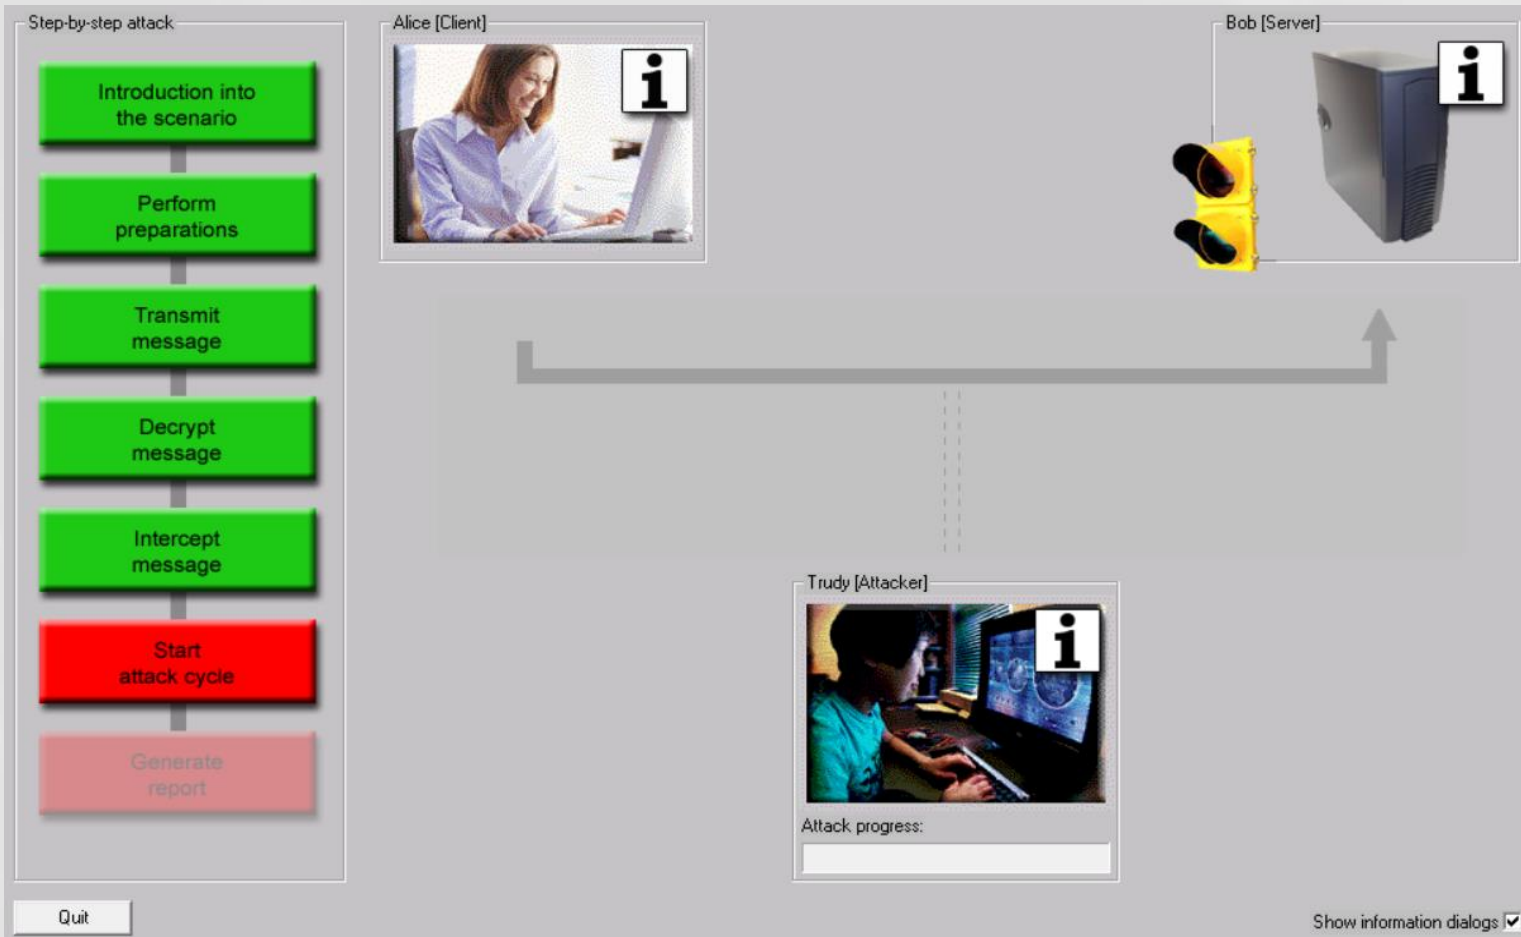 Step-by-step attack
Introduction into
the scenario
Perform
preparations
Transmit
message
Decrypt
message
Intercept
message
Start
attack cycle
Generate
report
Quit
Alice [Client]
i
Bob [Server]
i
Trudy [Attacker]
i
Attack progress:
Show information dialogs